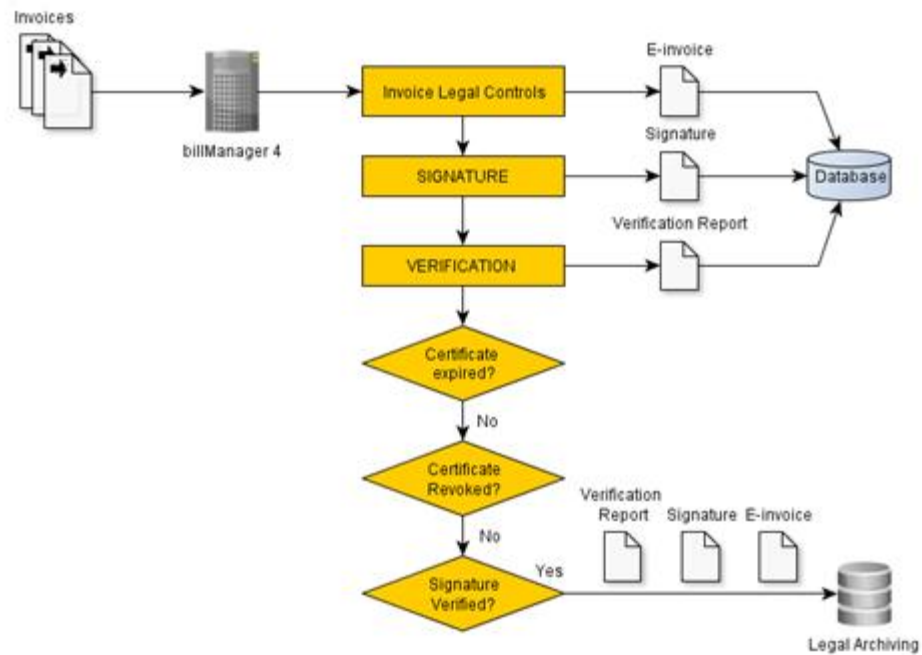 Invoices
billManager 4
Invoice Legal Controls
E-invoice
SIGNATURE
Signature
Database
VERIFICATION
Verification Report
Certificate
expired?
No
Certificate
Revoked?
No
Signature
Verified?
Yes
Verification
Report
Signature
E-invoice
Legal Archiving